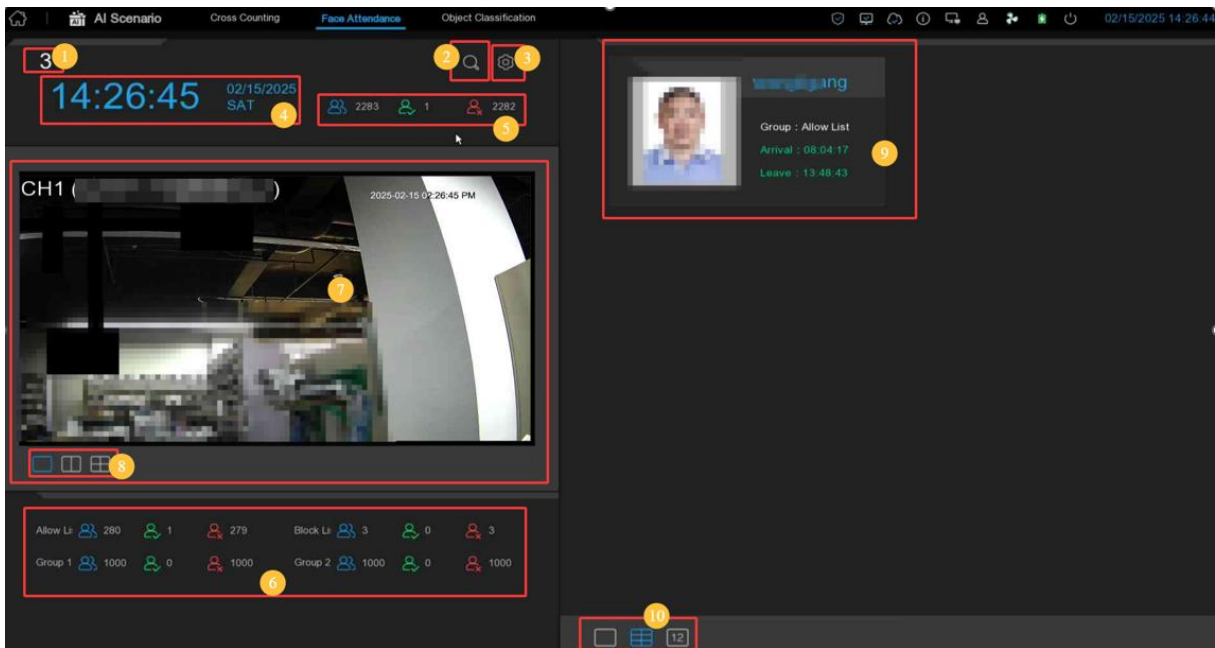 AI Scenario Cross Counting Face Attendance Object Classification 02/15/2025 14:26:44
3 1 2 3
14:26:45 02/15/2025
SAT 4
2283 1 2282
5
CH1 ( )
2025-02-15 02:26:45 PM
7
8
Allow Li 280 1 279 Block Li 3 0 3
Group 1 1000 0 1000 Group 2 1000 0 1000
6
Group : Allow List
Arrival : 08:04:17
Leave : 13:48:43
9
10
12